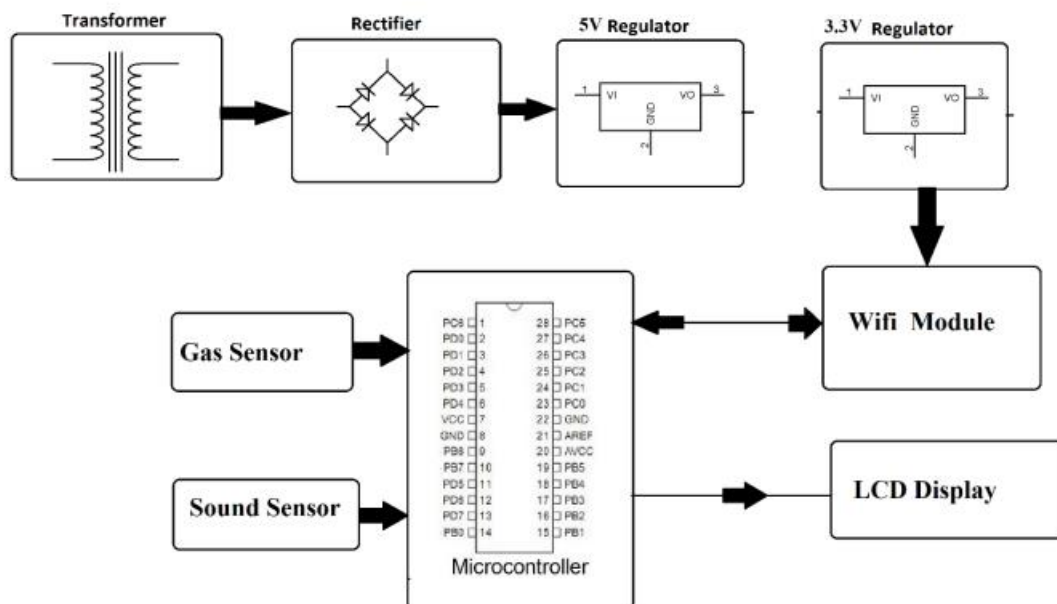 Transformer
Rectifier
5V Regulator
3.3V Regulator
1 VI VO 3
GND
2
1 VI VO 3
GND
2
Gas Sensor
Sound Sensor
PC6 1 28 PC5
PD0 2 27 PC4
PD1 3 26 PC3
PD2 4 25 PC2
PD3 5 24 PC1
PD4 6 23 PC0
VCC 7 22 GND
GND 8 21 AREF
PB6 9 20 AVCC
PB7 10 19 PB5
PD5 11 18 PB4
PD6 12 17 PB3
PD7 13 16 PB2
PB0 14 15 PB1
Microcontroller
Wifi Module
LCD Display